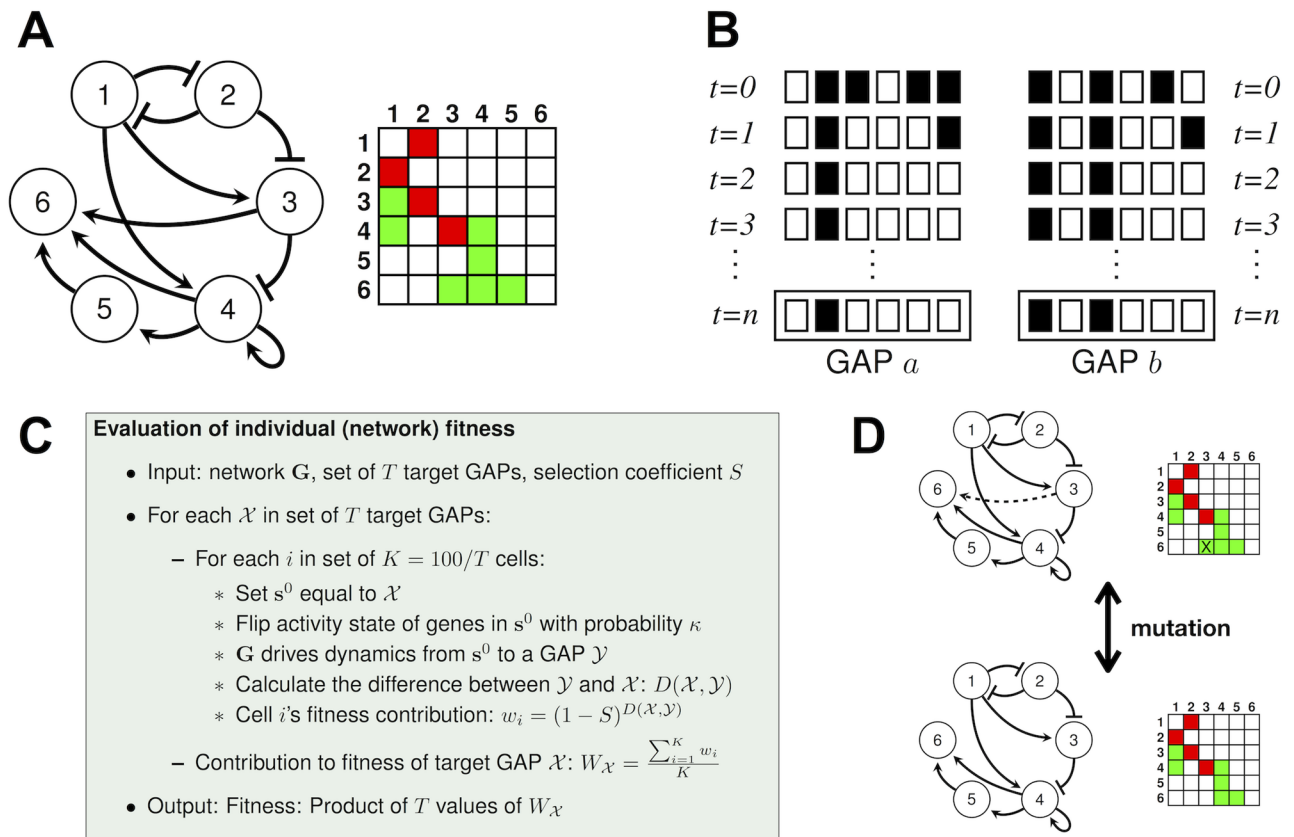 A
1
2
3
4
5
6
1 2 3 4 5 6
1
2
3
4
5
6
B
t=0
t=1
t=2
t=3
⋮
t=n
GAP a
GAP b
t=0
t=1
t=2
t=3
⋮
t=n
C
Evaluation of individual (network) fitness
• Input: network G, set of T target GAPs, selection coefficient S
• For each 𝒳 in set of T target GAPs:
– For each i in set of K = 100/T cells:
∗ Set s⁰ equal to 𝒳
∗ Flip activity state of genes in s⁰ with probability κ
∗ G drives dynamics from s⁰ to a GAP 𝒴
∗ Calculate the difference between 𝒴 and 𝒳: D(𝒳,𝒴)
∗ Cell i's fitness contribution: wᵢ = (1 − S)^{D(𝒳,𝒴)}
– Contribution to fitness of target GAP 𝒳: W_𝒳 = \frac{\sum_{i=1}^{K} w_i}{K}
• Output: Fitness: Product of T values of W_𝒳
D
1
2
3
4
5
6
1 2 3 4 5 6
1
2
3
4
5
6
X
mutation
1
2
3
4
5
6
1 2 3 4 5 6
1
2
3
4
5
6